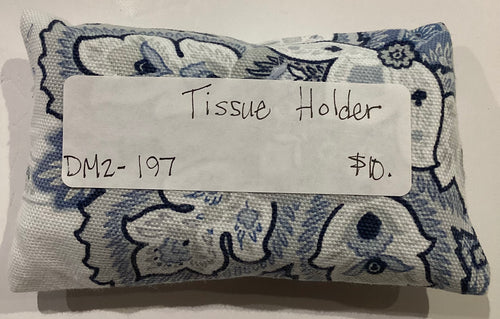 Tissue Holder
DM2-197 $10.